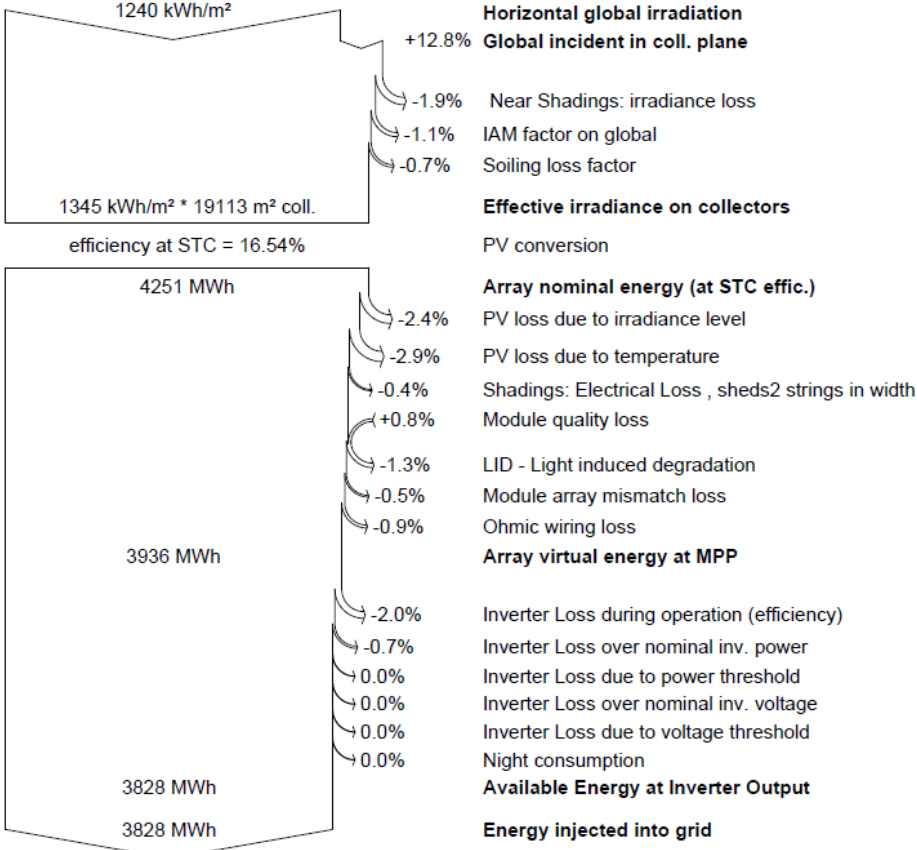 1240 kWh/m² Horizontal global irradiation
+12.8% Global incident in coll. plane
-1.9% Near Shadings: irradiance loss
-1.1% IAM factor on global
-0.7% Soiling loss factor
1345 kWh/m² * 19113 m² coll. Effective irradiance on collectors
efficiency at STC = 16.54% PV conversion
4251 MWh Array nominal energy (at STC effic.)
-2.4% PV loss due to irradiance level
-2.9% PV loss due to temperature
-0.4% Shadings: Electrical Loss , sheds2 strings in width
+0.8% Module quality loss
-1.3% LID - Light induced degradation
-0.5% Module array mismatch loss
-0.9% Ohmic wiring loss
3936 MWh Array virtual energy at MPP
-2.0% Inverter Loss during operation (efficiency)
-0.7% Inverter Loss over nominal inv. power
0.0% Inverter Loss due to power threshold
0.0% Inverter Loss over nominal inv. voltage
0.0% Inverter Loss due to voltage threshold
0.0% Night consumption
3828 MWh Available Energy at Inverter Output
3828 MWh Energy injected into grid